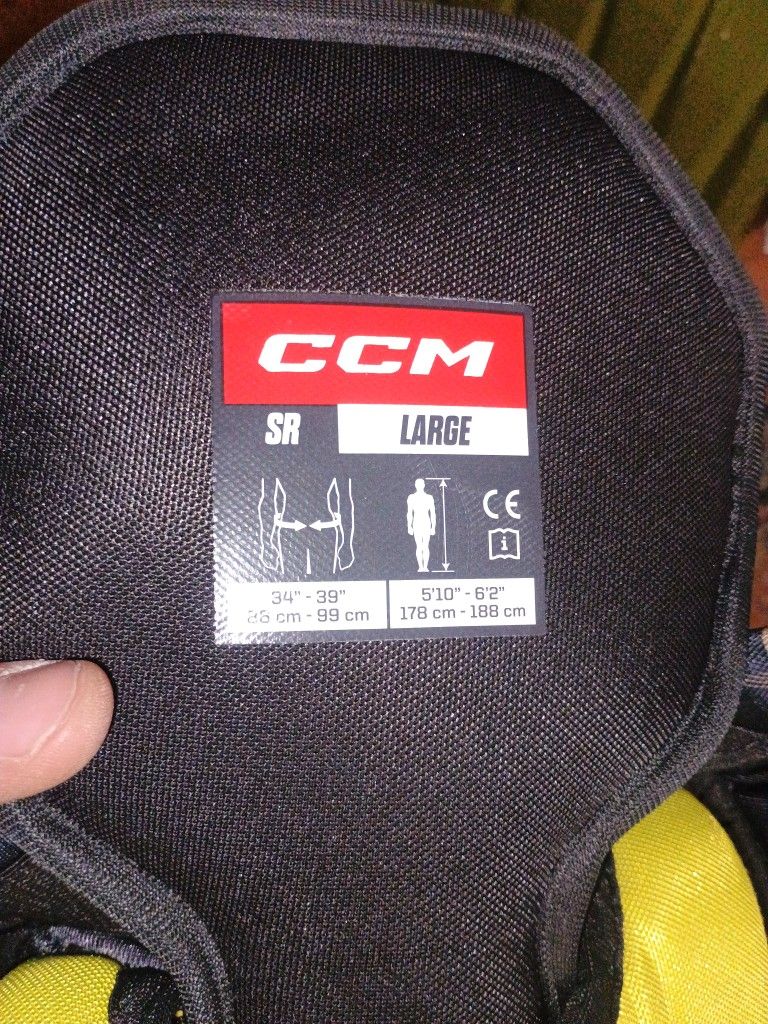 CCM
SR LARGE
CE
i
34" - 39"
86 cm - 99 cm
5'10" - 6'2"
178 cm - 188 cm